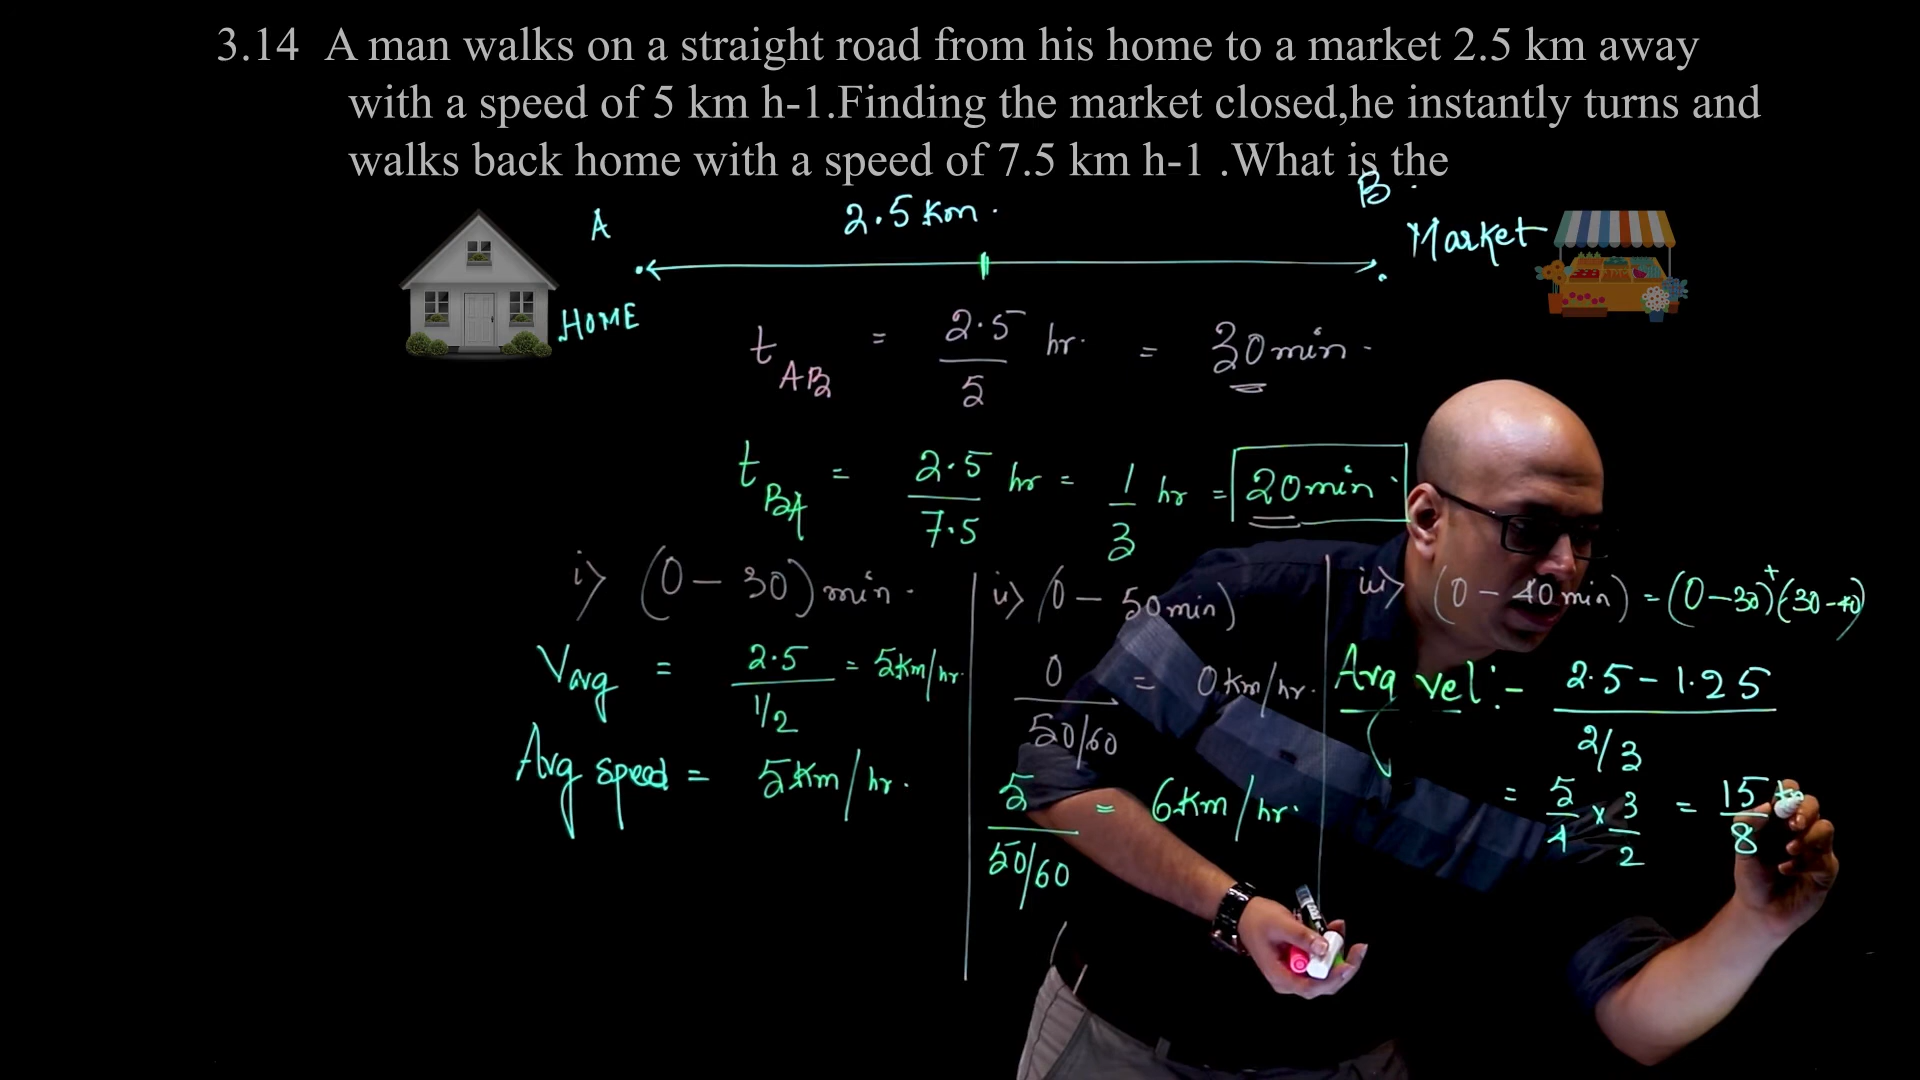 3.14 A man walks on a straight road from his home to a market 2.5 km away
with a speed of 5 km h-1.Finding the market closed,he instantly turns and
walks back home with a speed of 7.5 km h-1 .What is the
A 2.5 Km. B
Market
HOME
t AB = 2.5/5 hr. = 30 min.
t BA = 2.5/7.5 hr = 1/3 hr = 20 min.
i> (0 - 30) min.
Vavg = 2.5/1/2 = 5 Km/hr.
Avg speed = 5 Km/hr.
ii> (0 - 50 min)
0/50/60 = 0 Km/hr.
5/50/60 = 6 Km/hr.
iii> (0 - 40 min) = (0-30)+(30-40)
Avg vel:- 2.5 - 1.25/2/3
= 5/4 x 3/2 = 15/8